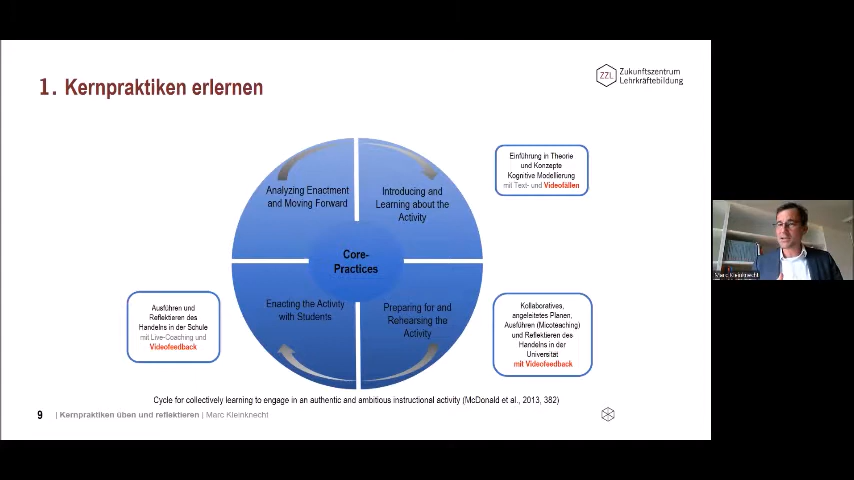 1. Kernpraktiken erlernen
ZZL
Zukunftszentrum
Lehrkräftebildung
Analyzing Enactment
and Moving Forward
Introducing and
Learning about the
Activity
Core-
Practices
Enacting the Activity
with Students.
Preparing for and
Rehearsing the
Activity
Einführung in Theorie
und Konzepte
Kognitive Modellierung
mit Text- und Videofällen
Ausführen und
Reflektieren des
Handelns in der Schule
mit Live-Coaching und
Videofeedback
Kollaboratives,
angeleitetes Planen,
Ausführen (Micoteaching)
und Reflektieren des
Handelns in der
Universität
mit Videofeedback
Cycle for collectively learning to engage in an authentic and ambitious instructional activity (McDonald et al., 2013, 382)
9 | Kernpraktiken üben und reflektieren | Marc Kleinknecht
Marc Kleinknecht